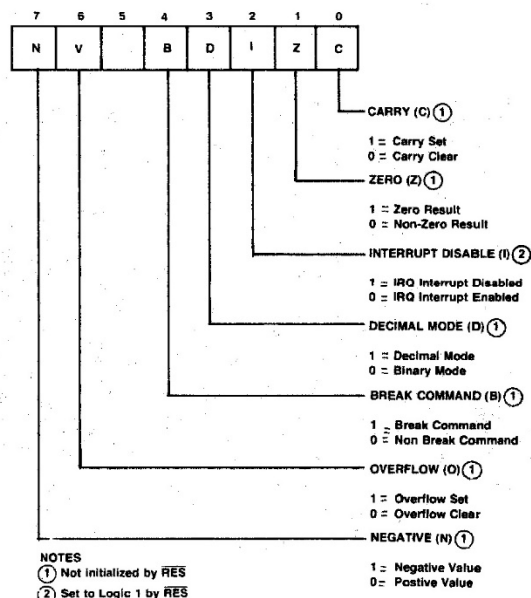 7 6 5 4 3 2 1 0
N V B D I Z C
CARRY (C) ①
1 = Carry Set
0 = Carry Clear
ZERO (Z) ①
1 = Zero Result
0 = Non-Zero Result
INTERRUPT DISABLE (I) ②
1 = IRQ Interrupt Disabled
0 = IRQ Interrupt Enabled
DECIMAL MODE (D) ①
1 = Decimal Mode
0 = Binary Mode
BREAK COMMAND (B) ①
1 = Break Command
0 = Non Break Command
OVERFLOW (O) ①
1 = Overflow Set
0 = Overflow Clear
NEGATIVE (N) ①
1 = Negative Value
0 = Postive Value
NOTES
① Not initialized by R̅E̅S̅
② Set to Logic 1 by R̅E̅S̅